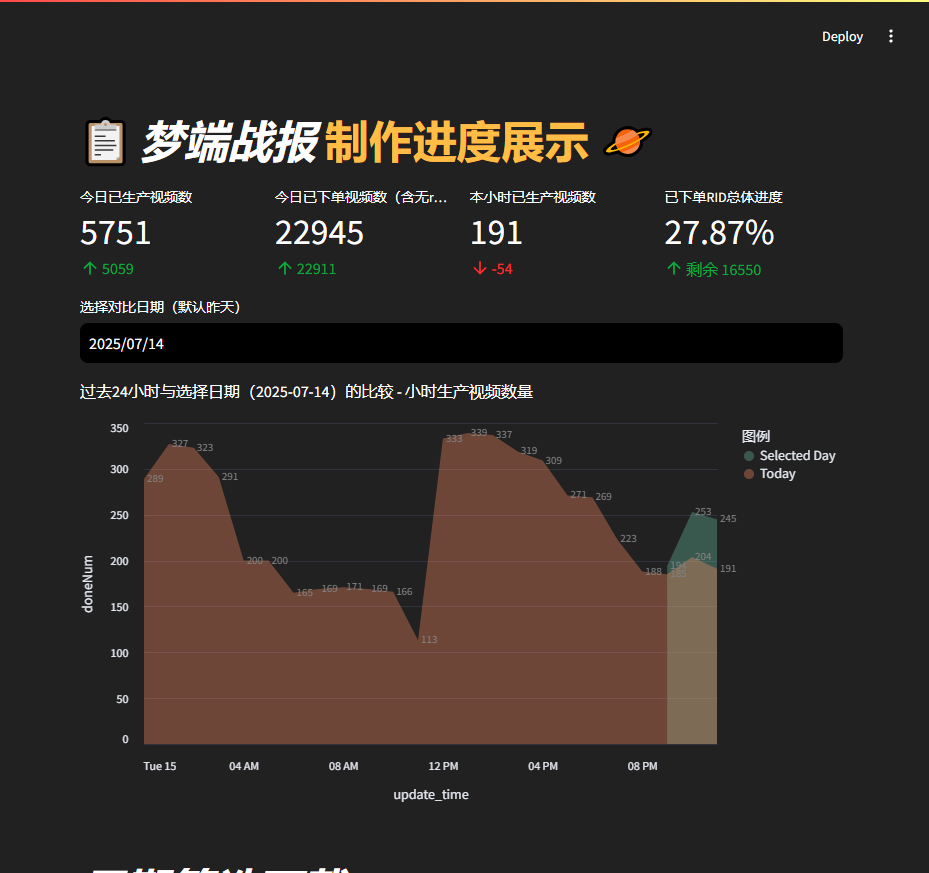 Deploy
梦端战报 制作进度展示
今日已生产视频数
5751
5059
今日已下单视频数（含无r...
22945
22911
本小时已生产视频数
191
-54
已下单RID总体进度
27.87%
剩余 16550
选择对比日期（默认昨天）
2025/07/14
过去24小时与选择日期（2025-07-14）的比较 - 小时生产视频数量
图例
Selected Day
Today
doneNum
350
300
250
200
150
100
50
0
289
327
323
291
200
200
165
169
171
169
166
113
333
339
337
319
309
271
269
223
188
194
185
253
204
245
191
Tue 15
04 AM
08 AM
12 PM
04 PM
08 PM
update_time